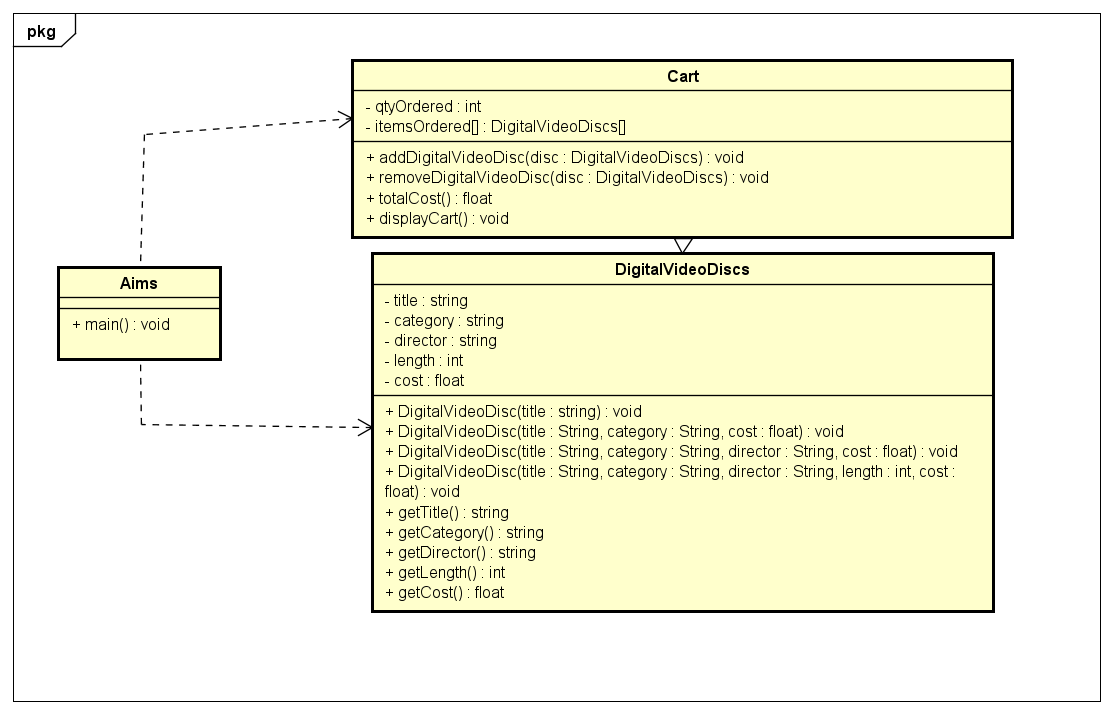 pkg
Cart
- qtyOrdered : int
- itemsOrdered[] : DigitalVideoDiscs[]
+ addDigitalVideoDisc(disc : DigitalVideoDiscs) : void
+ removeDigitalVideoDisc(disc : DigitalVideoDiscs) : void
+ totalCost() : float
+ displayCart() : void
Aims
+ main() : void
DigitalVideoDiscs
- title : string
- category : string
- director : string
- length : int
- cost : float
+ DigitalVideoDisc(title : string) : void
+ DigitalVideoDisc(title : String, category : String, cost : float) : void
+ DigitalVideoDisc(title : String, category : String, director : String, cost : float) : void
+ DigitalVideoDisc(title : String, category : String, director : String, length : int, cost :
float) : void
+ getTitle() : string
+ getCategory() : string
+ getDirector() : string
+ getLength() : int
+ getCost() : float